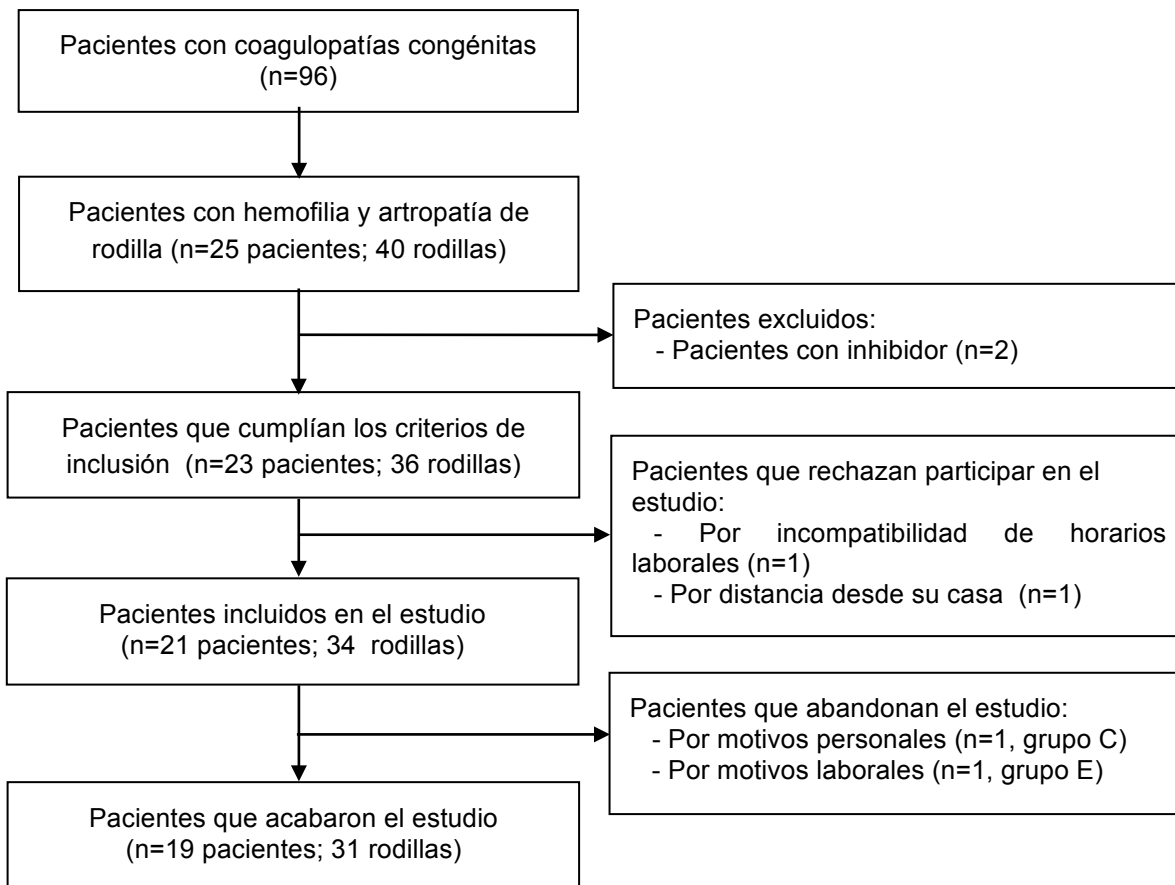 Pacientes con coagulopatías congénitas
(n=96)
Pacientes con hemofilia y artropatía de
rodilla (n=25 pacientes; 40 rodillas)
Pacientes excluidos:
- Pacientes con inhibidor (n=2)
Pacientes que cumplían los criterios de
inclusión (n=23 pacientes; 36 rodillas)
Pacientes que rechazan participar en el
estudio:
- Por incompatibilidad de horarios
laborales (n=1)
- Por distancia desde su casa (n=1)
Pacientes incluidos en el estudio
(n=21 pacientes; 34 rodillas)
Pacientes que abandonan el estudio:
- Por motivos personales (n=1, grupo C)
- Por motivos laborales (n=1, grupo E)
Pacientes que acabaron el estudio
(n=19 pacientes; 31 rodillas)